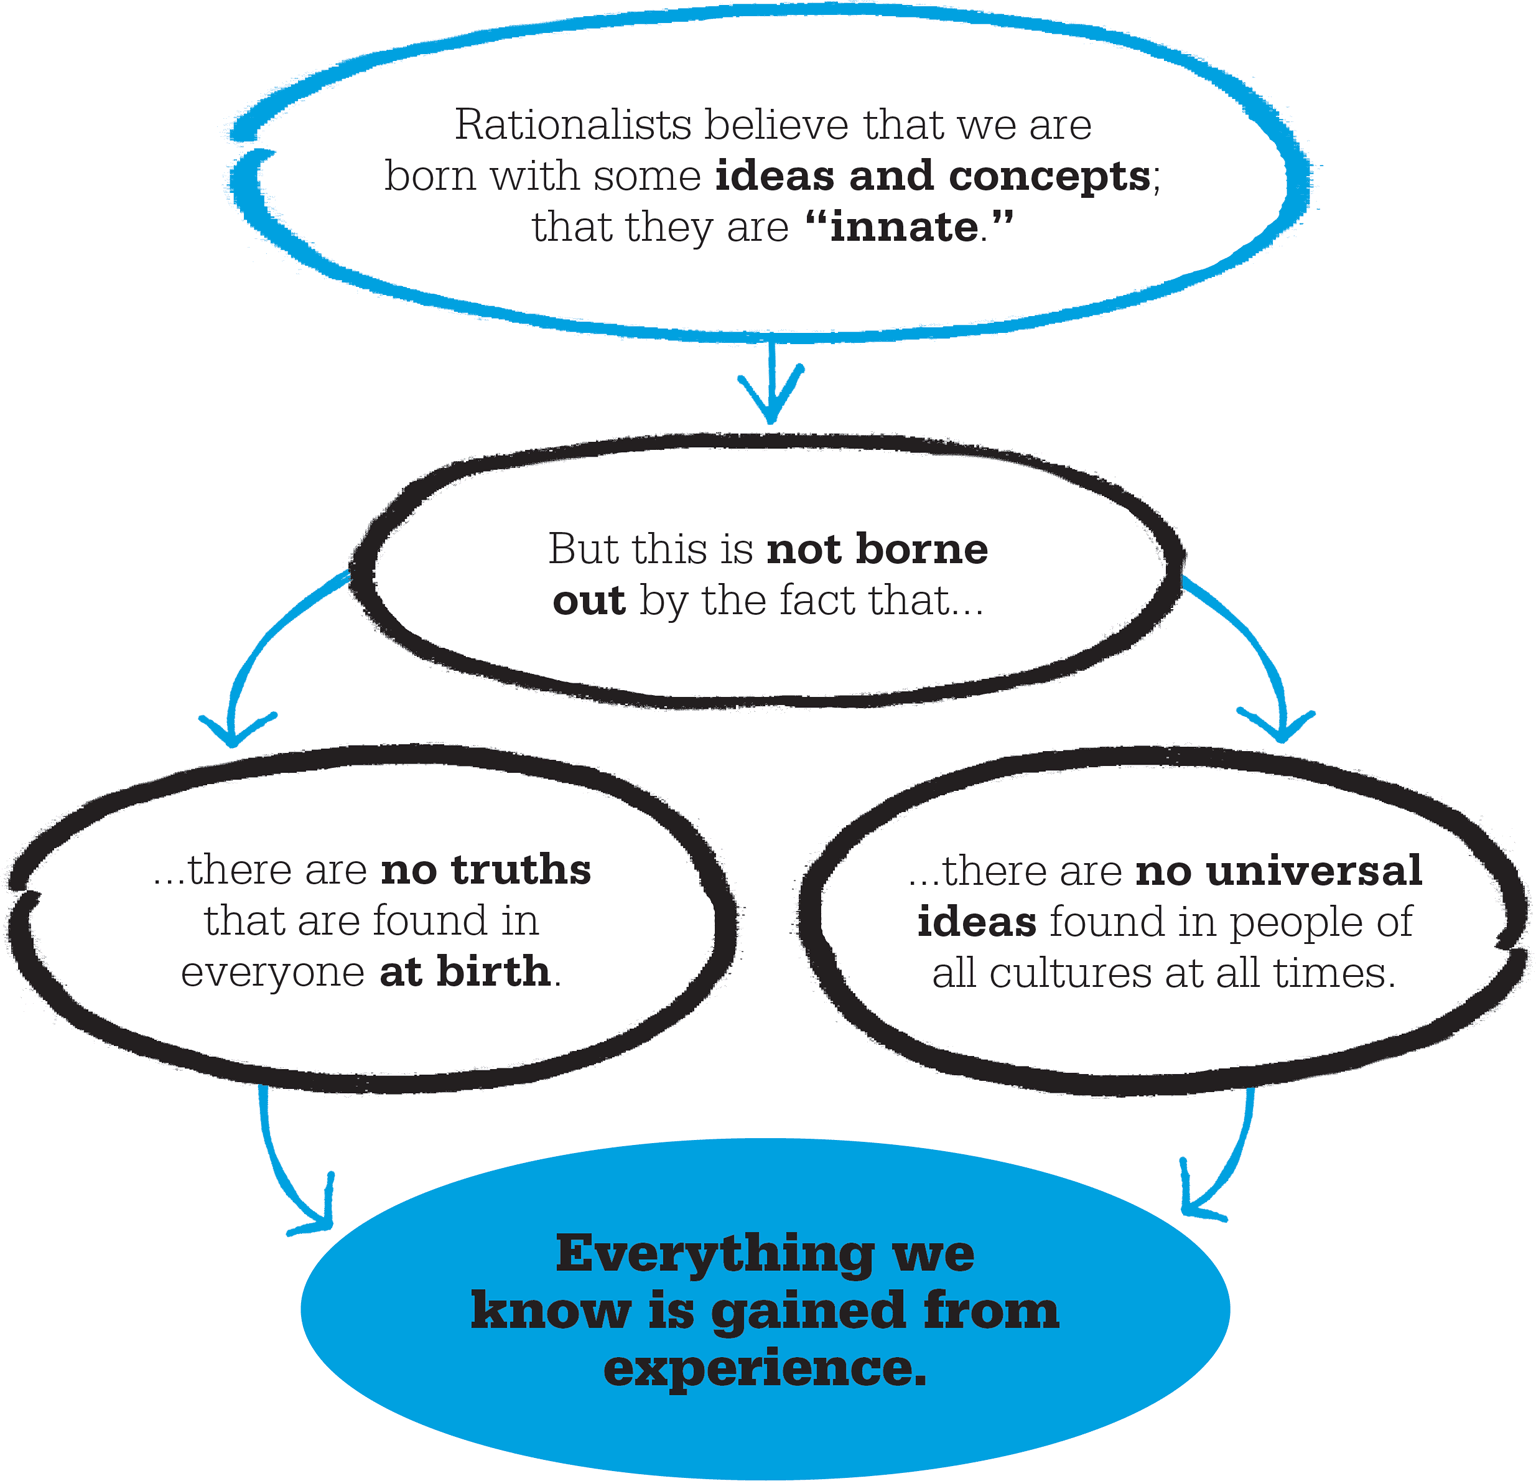 Rationalists believe that we are
born with some ideas and concepts;
that they are “innate.”
But this is not borne
out by the fact that...
...there are no truths
that are found in
everyone at birth.
...there are no universal
ideas found in people of
all cultures at all times.
Everything we
know is gained from
experience.